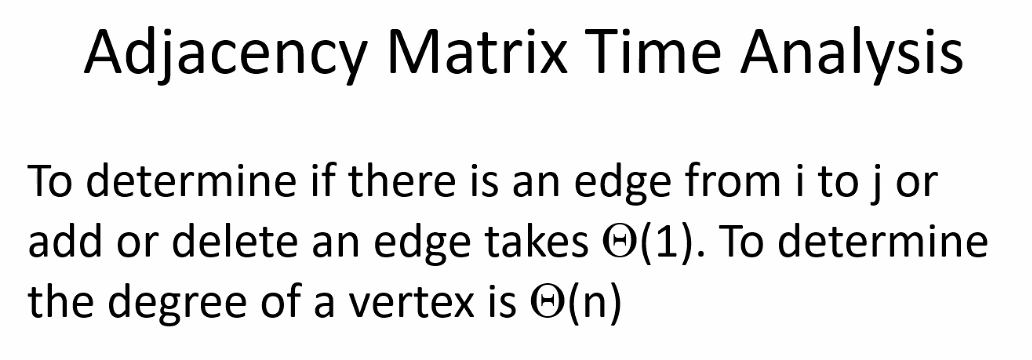 Adjacency Matrix Time Analysis
To determine if there is an edge from i to j or
add or delete an edge takes Θ(1). To determine
the degree of a vertex is Θ(n)